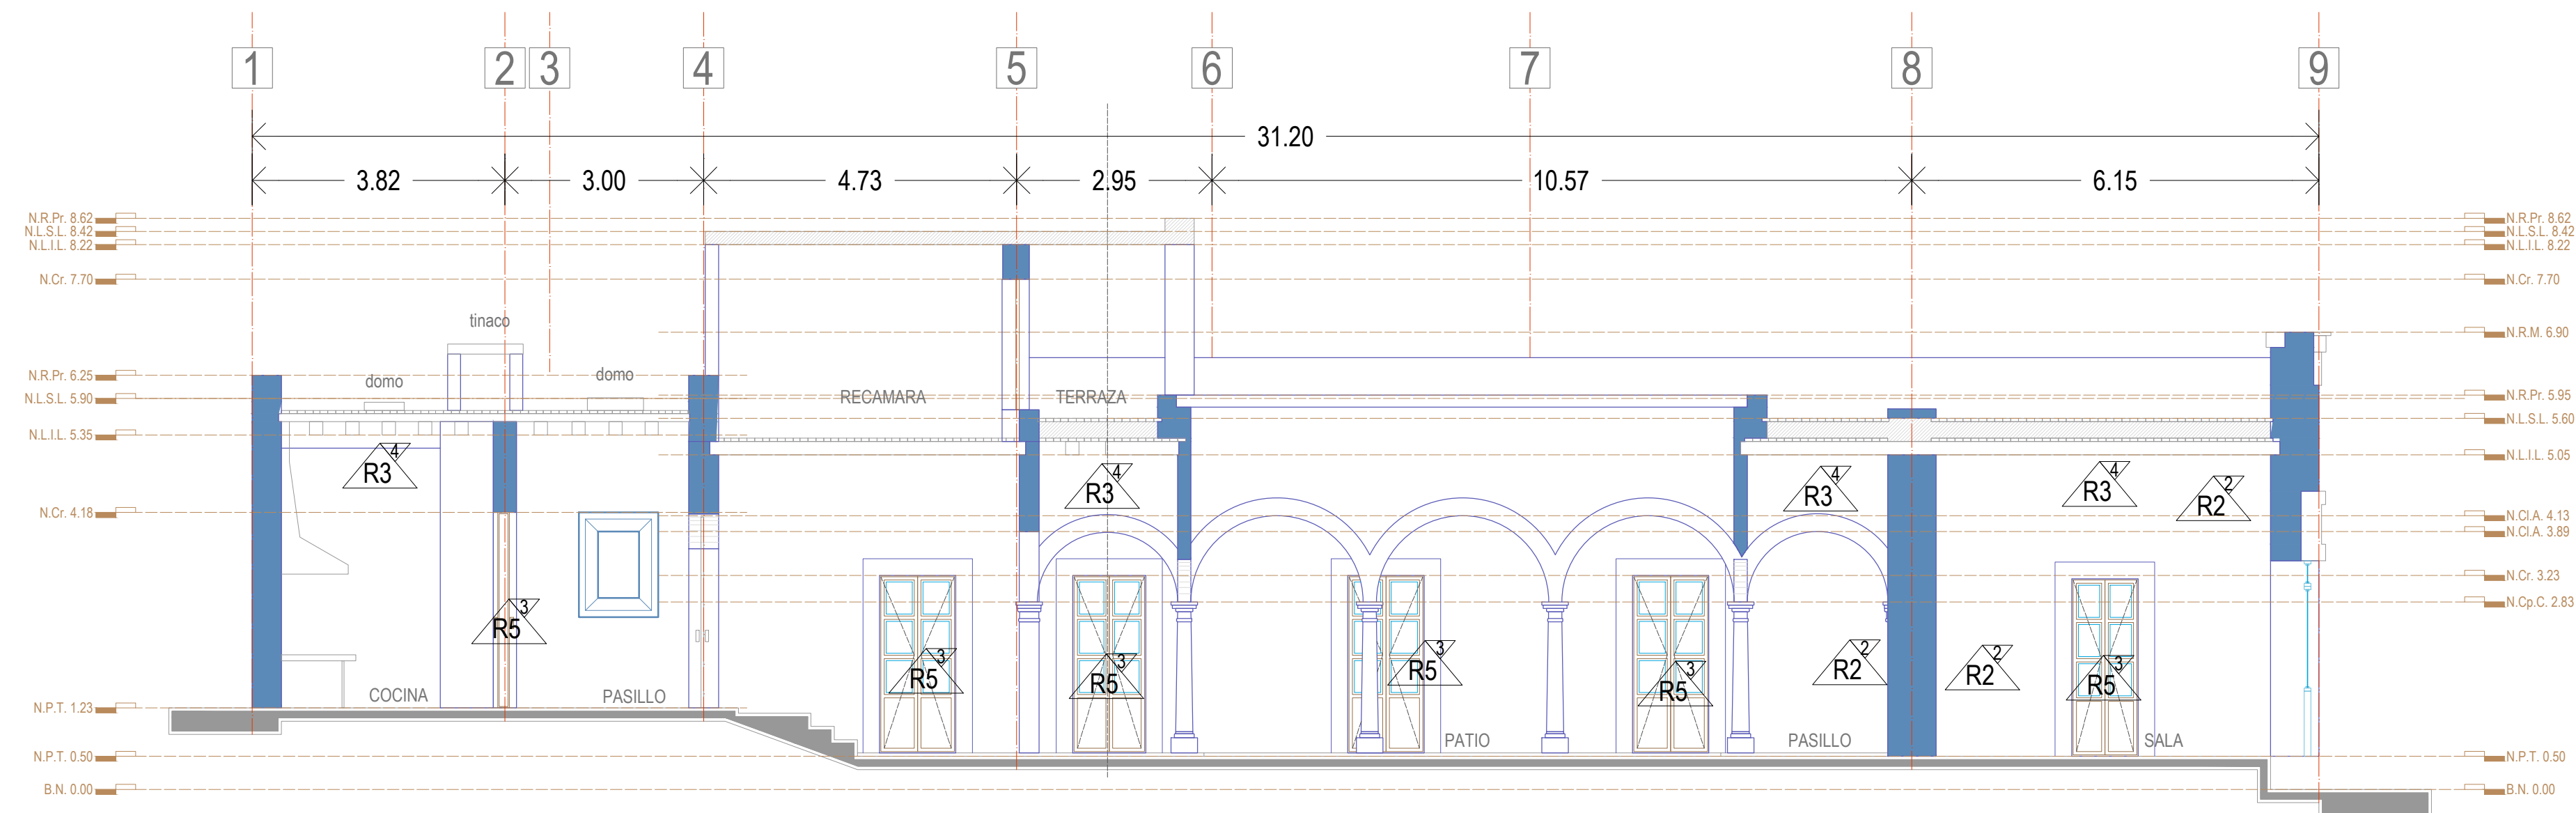 1 2 3 4 5 6 7 8 9
31.20
3.82 3.00 4.73 2.95 10.57 6.15
N.R.Pr. 8.62 N.R.Pr. 8.62
N.L.S.L. 8.42 N.L.S.L. 8.42
N.L.I.L. 8.22 N.L.I.L. 8.22
N.Cr. 7.70 N.Cr. 7.70
tinaco
N.R.M. 6.90
N.R.Pr. 6.25 domo domo
N.L.S.L. 5.90 RECAMARA TERRAZA N.R.Pr. 5.95
N.L.S.L. 5.60
N.L.I.L. 5.35
N.L.I.L. 5.05
4 4 4 4 2
R3 R3 R3 R3 R2
N.Cr. 4.18 N.Cl.A. 4.13
N.Cl.A. 3.89
N.Cr. 3.23
N.Cp.C. 2.83
3
R5
3 3 3 3 2 2 3
R5 R5 R5 R5 R2 R2 R5
COCINA PASILLO
N.P.T. 1.23
PATIO PASILLO SALA
N.P.T. 0.50 N.P.T. 0.50
B.N. 0.00 B.N. 0.00